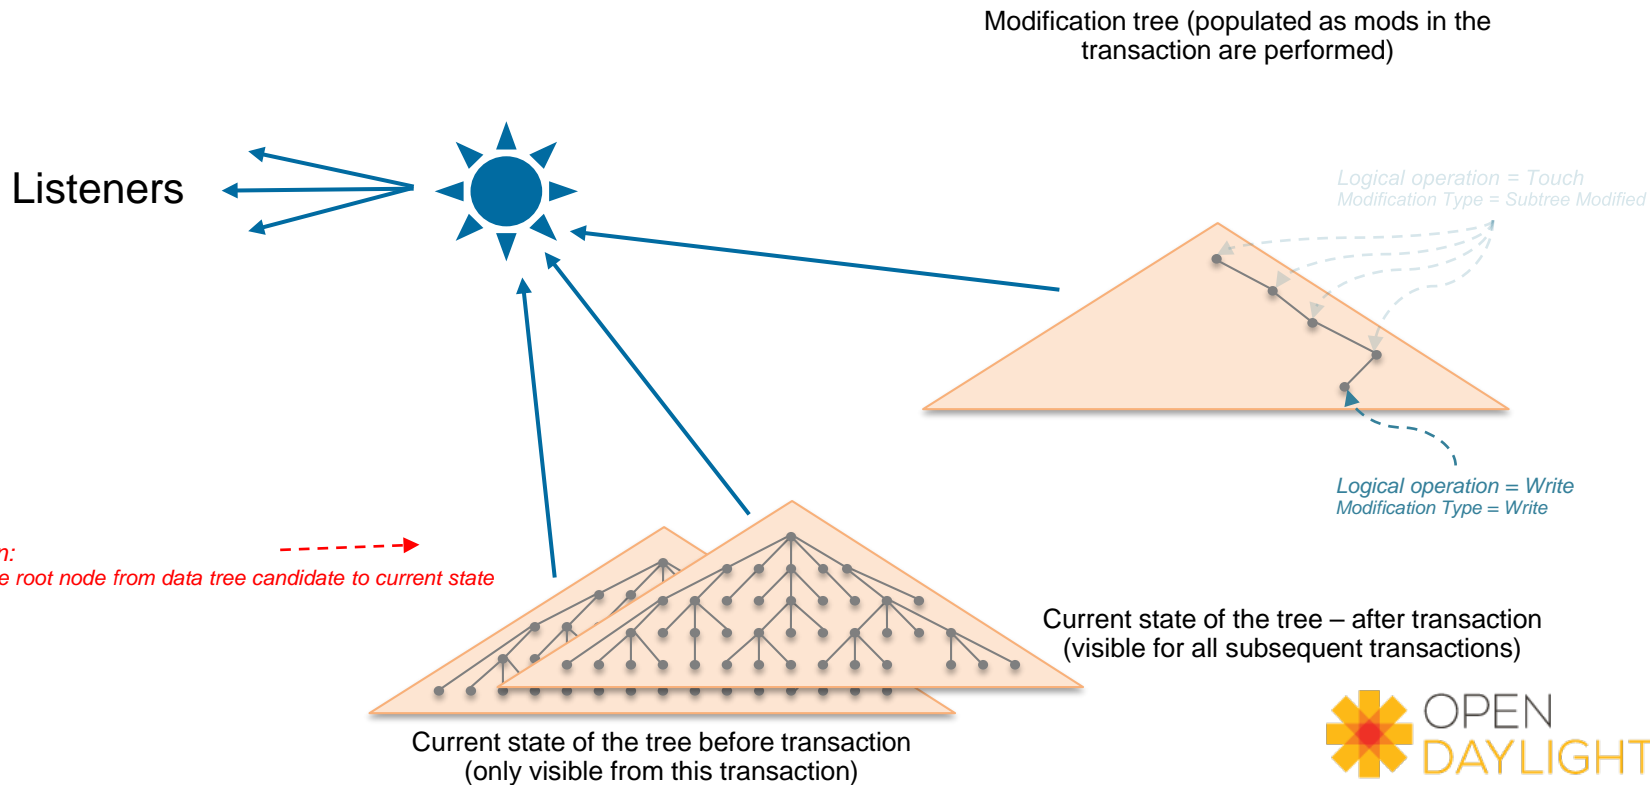 Modification tree (populated as mods in the
transaction are performed)
Listeners
Logical operation = Touch
Modification Type = Subtree Modified
Logical operation = Write
Modification Type = Write
n:
e root node from data tree candidate to current state
Current state of the tree – after transaction
(visible for all subsequent transactions)
Current state of the tree before transaction
(only visible from this transaction)
OPEN
DAYLIGHT